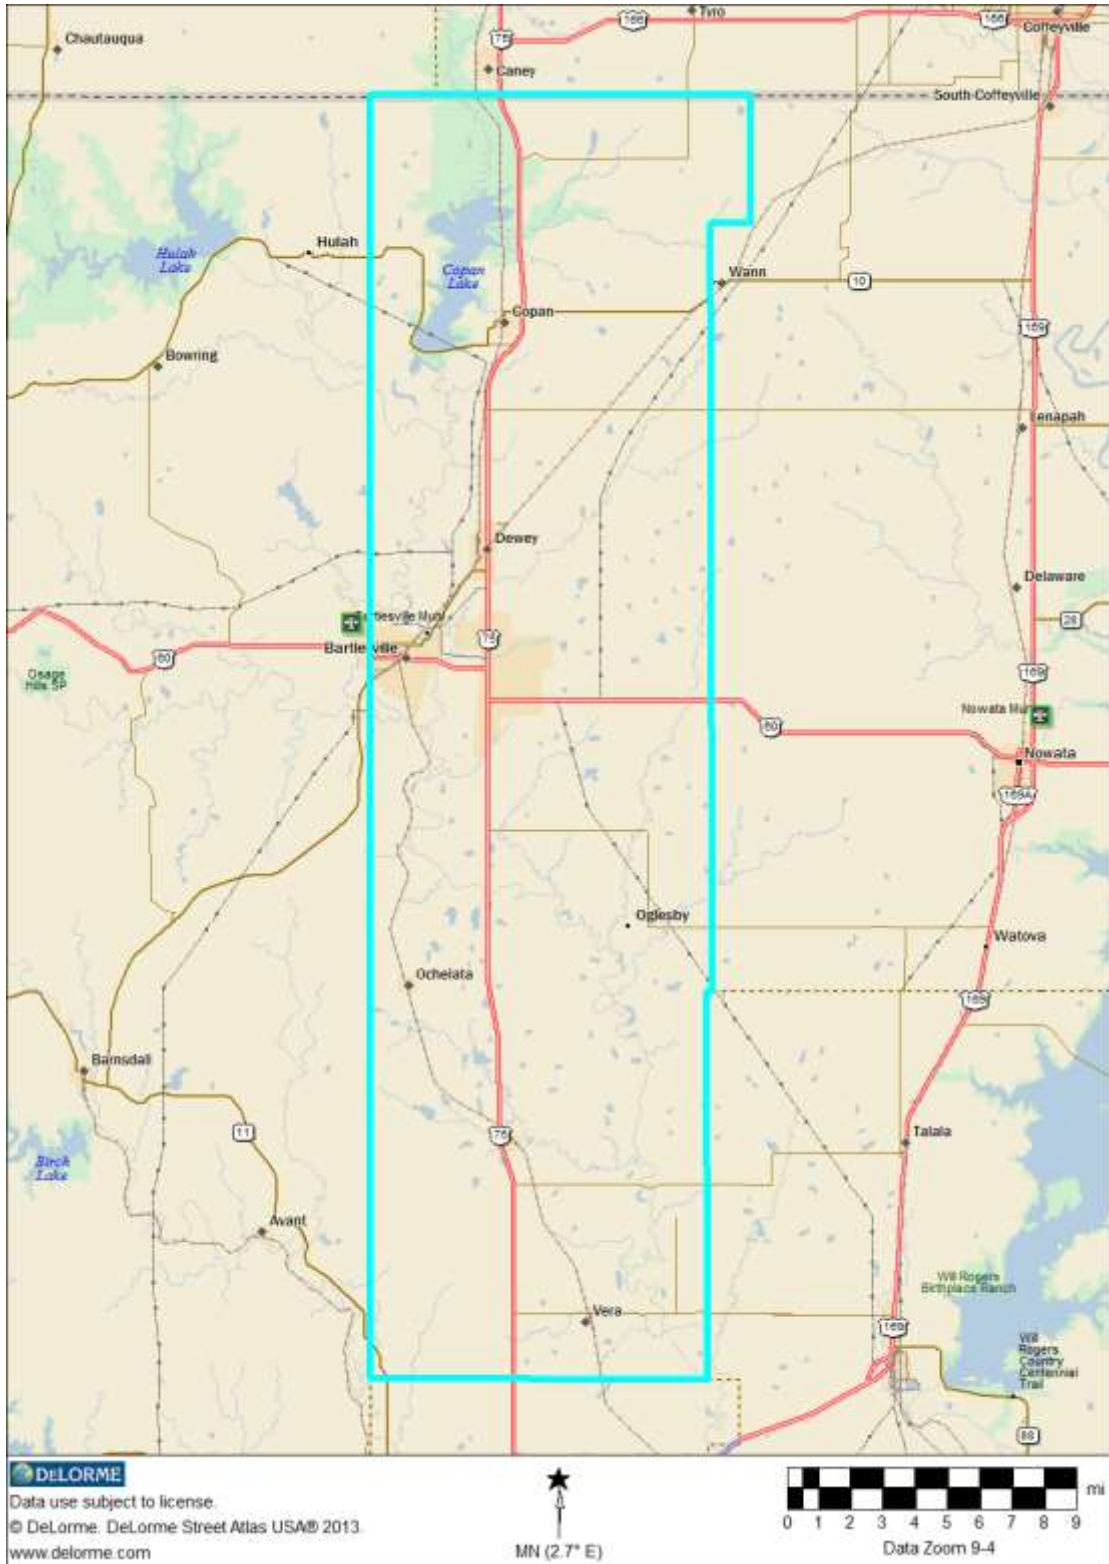 Tyro
166
166
Chautauqua
75
Coffeyville
Caney
South Coffeyville
Hulah
Hulah
Lake
Copan
Lake
Wann
10
Copan
169
Bowring
Lenapah
Dewey
Delaware
Bartlesville Muni
28
75
Bartlesville
60
169
Osage
Hills SP
Nowata Muni
60
Nowata
169A
Oglesby
Watova
Ochelata
169
Barnsdall
11
75
Talala
Birch
Lake
Avant
Will Rogers
Birthplace Ranch
Vera
169
Will
Rogers
Country
Centennial
Trail
88
DELORME
Data use subject to license.
© DeLorme. DeLorme Street Atlas USA® 2013.
www.delorme.com
MN (2.7° E)
mi
0 1 2 3 4 5 6 7 8 9
Data Zoom 9-4